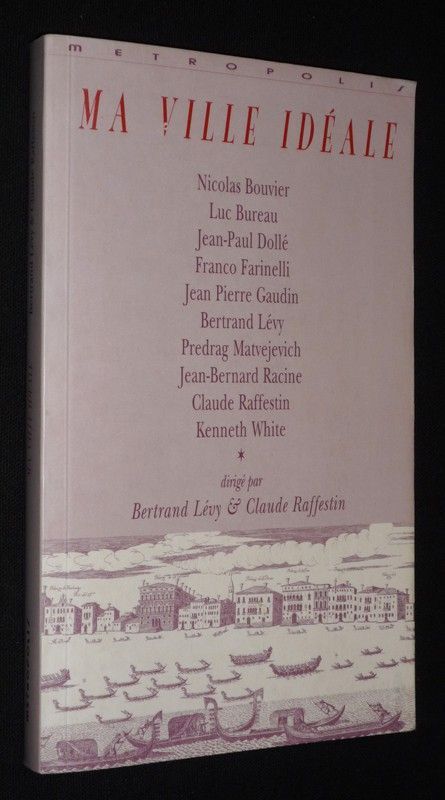 METROPOLIS
MA VILLE IDÉALE
Nicolas Bouvier
Luc Bureau
Jean-Paul Dollé
Franco Farinelli
Jean Pierre Gaudin
Bertrand Lévy
Predrag Matvejevich
Jean-Bernard Racine
Claude Raffestin
Kenneth White
*
dirigé par
Bertrand Lévy & Claude Raffestin